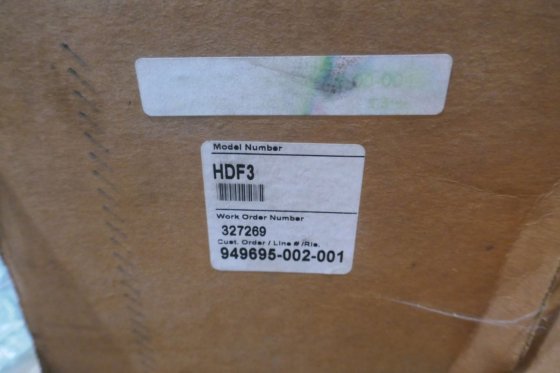 Model Number
HDF3
Work Order Number
327269
Cust. Order / Line # /Rls.
949695-002-001